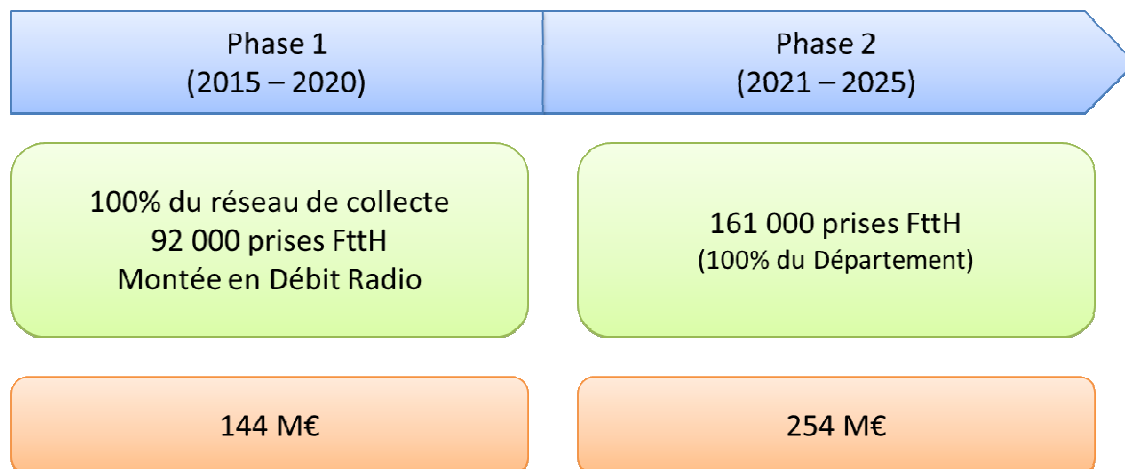 Phase 1
(2015 – 2020)
Phase 2
(2021 – 2025)
100% du réseau de collecte
92 000 prises FttH
Montée en Débit Radio
161 000 prises FttH
(100% du Département)
144 M€
254 M€